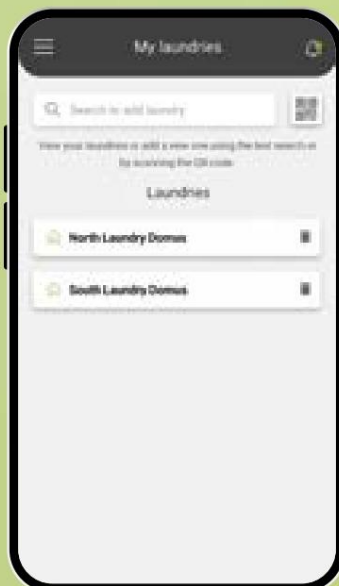 My laundries
Search to add laundry
View your laundries or add a new one using the text search or
by scanning the QR code
Laundries
North Laundry Domus
South Laundry Domus